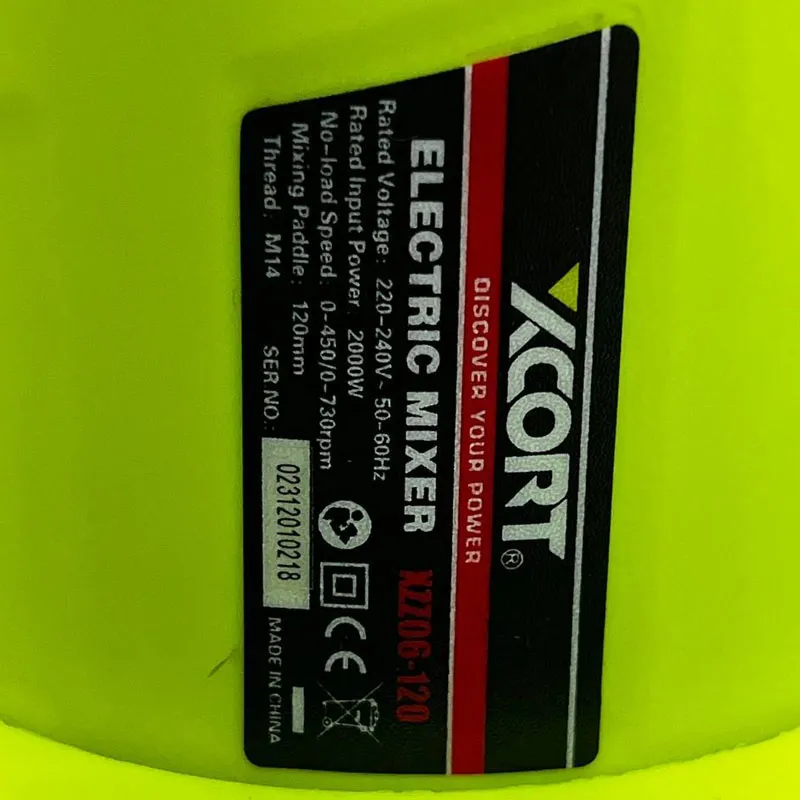 XCORT®
DISCOVER YOUR POWER
ELECTRIC MIXER XZZ06-120
Rated Voltage: 220-240V~ 50-60Hz
Rated Input Power: 2000W
No-load Speed: 0-450/0-730rpm
Mixing Paddle: 120mm
Thread: M14 SER.NO.: 02312010218
CE
MADE IN CHINA